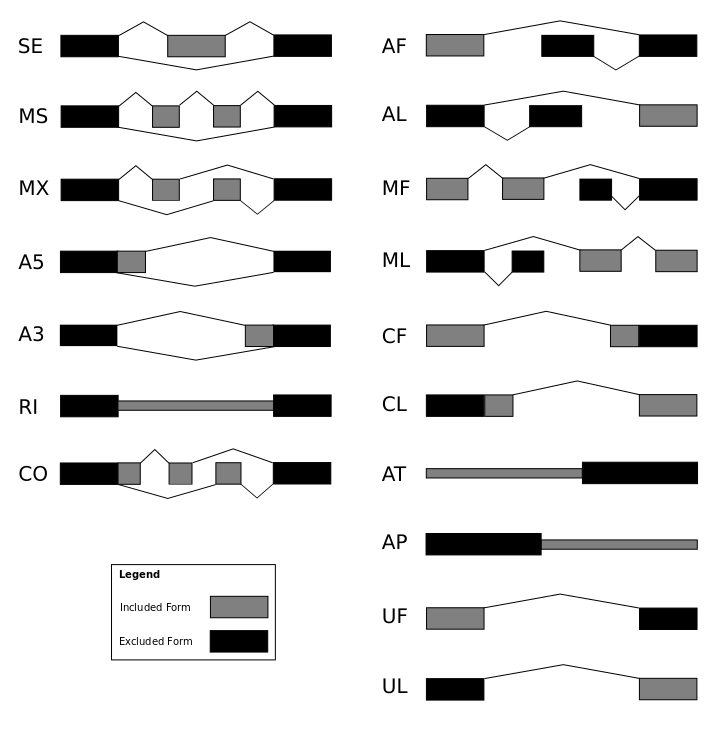 SE
MS
MX
A5
A3
RI
CO
Legend
Included Form
Excluded Form
AF
AL
MF
ML
CF
CL
AT
AP
UF
UL